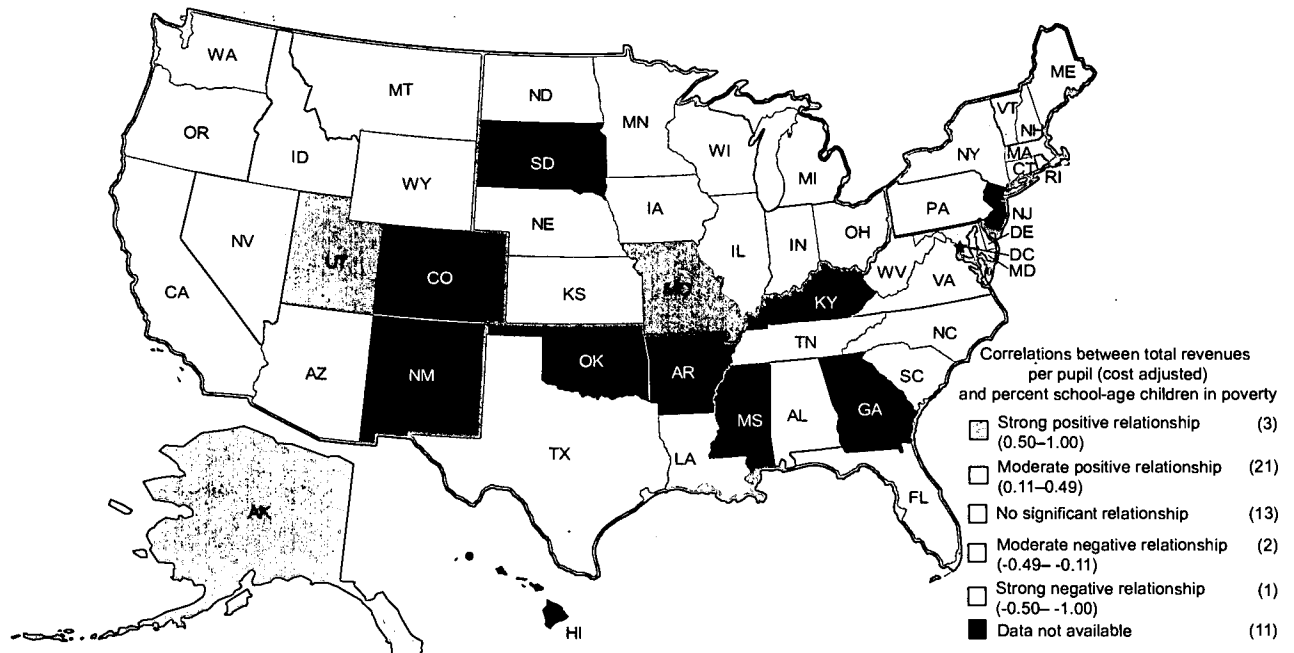 WA
MT
ND
MN
ME
VT
NH
OR
ID
WY
SD
WI
MI
NY
MA
CT
RI
NE
IA
PA
NJ
DE
DC
MD
NV
UT
CO
KS
MO
IL
IN
OH
WV
VA
CA
AZ
NM
OK
AR
KY
TN
NC
SC
MS
AL
GA
TX
LA
FL
AK
HI
Correlations between total revenues
per pupil (cost adjusted)
and percent school-age children in poverty
Strong positive relationship (3)
(0.50–1.00)
Moderate positive relationship (21)
(0.11–0.49)
No significant relationship (13)
Moderate negative relationship (2)
(-0.49– -0.11)
Strong negative relationship (1)
(-0.50– -1.00)
Data not available (11)